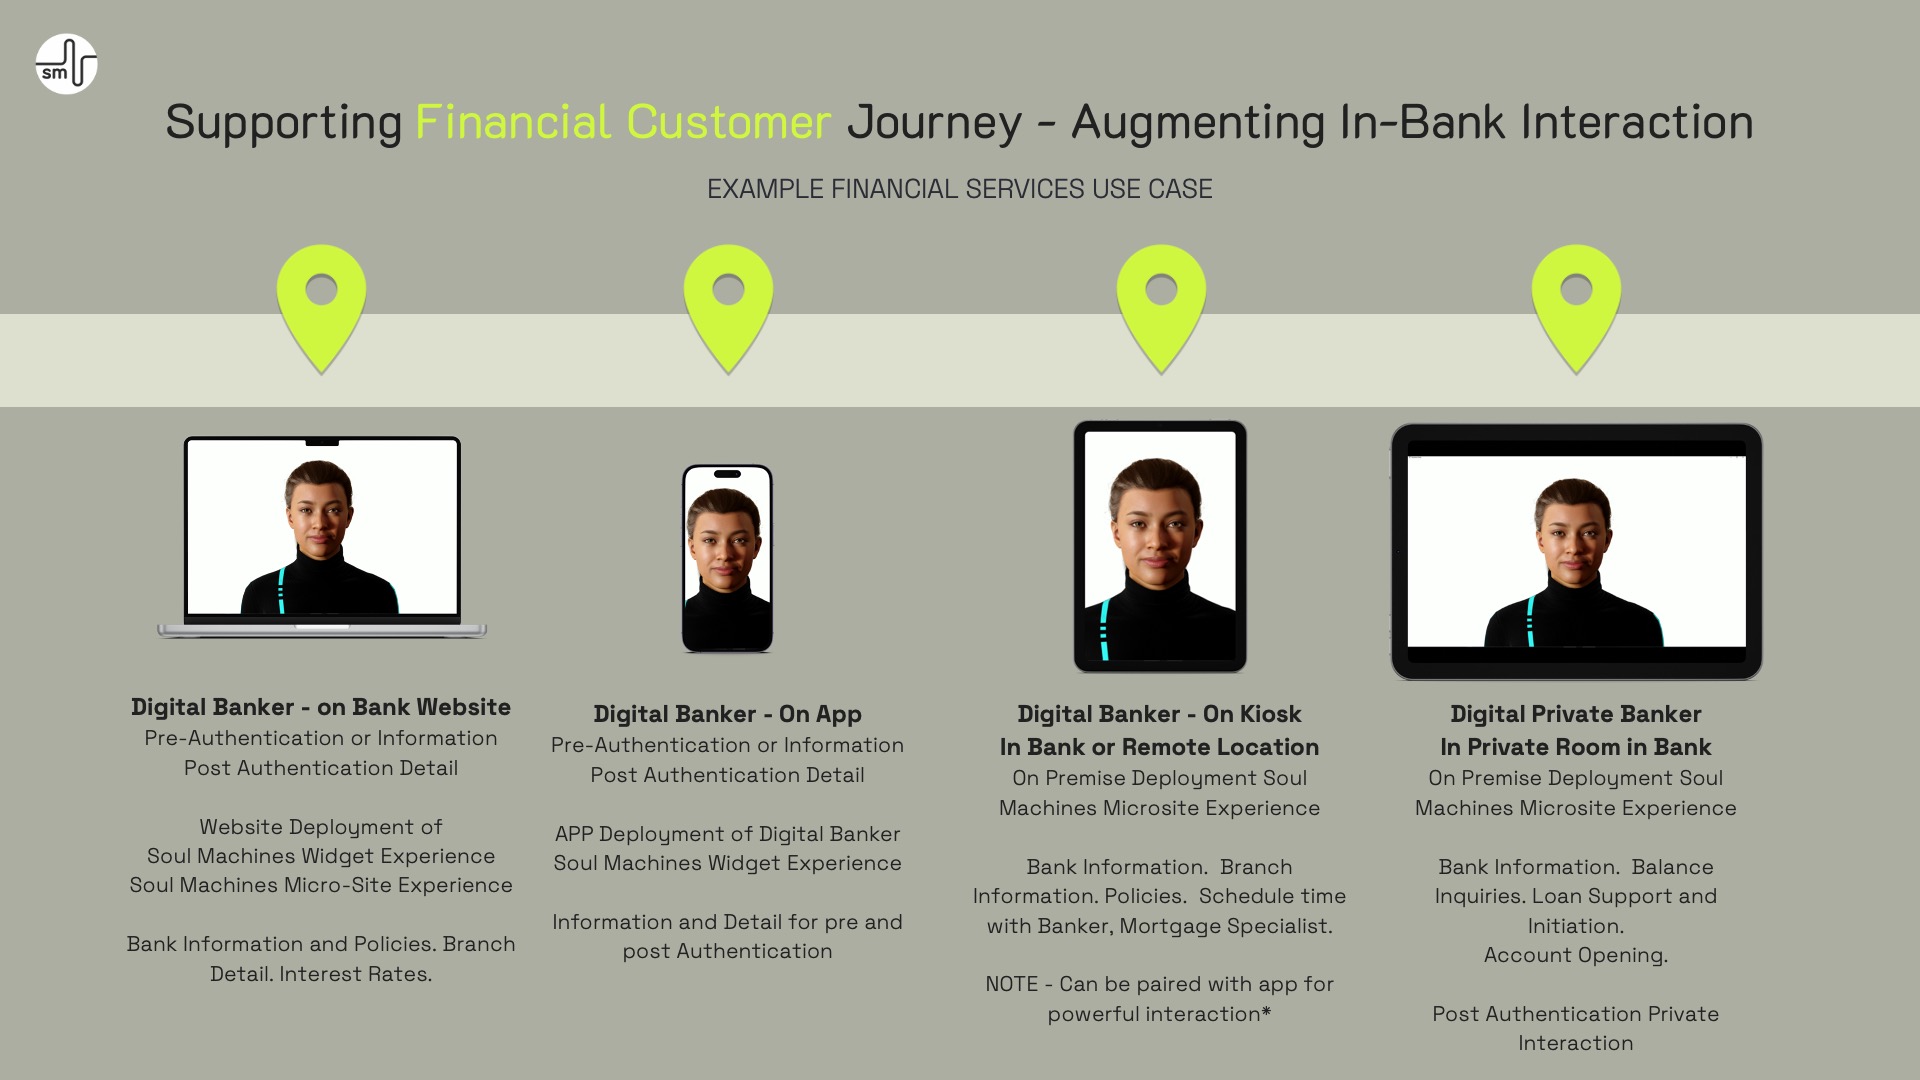 sm
Supporting Financial Customer Journey - Augmenting In-Bank Interaction
EXAMPLE FINANCIAL SERVICES USE CASE
Digital Banker - on Bank Website
Pre-Authentication or Information
Post Authentication Detail
Website Deployment of
Soul Machines Widget Experience
Soul Machines Micro-Site Experience
Bank Information and Policies. Branch
Detail. Interest Rates.
Digital Banker - On App
Pre-Authentication or Information
Post Authentication Detail
APP Deployment of Digital Banker
Soul Machines Widget Experience
Information and Detail for pre and
post Authentication
Digital Banker - On Kiosk
In Bank or Remote Location
On Premise Deployment Soul
Machines Microsite Experience
Bank Information.  Branch
Information. Policies.  Schedule time
with Banker, Mortgage Specialist.
NOTE - Can be paired with app for
powerful interaction*
Digital Private Banker
In Private Room in Bank
On Premise Deployment Soul
Machines Microsite Experience
Bank Information.  Balance
Inquiries. Loan Support and
Initiation.
Account Opening.
Post Authentication Private
Interaction